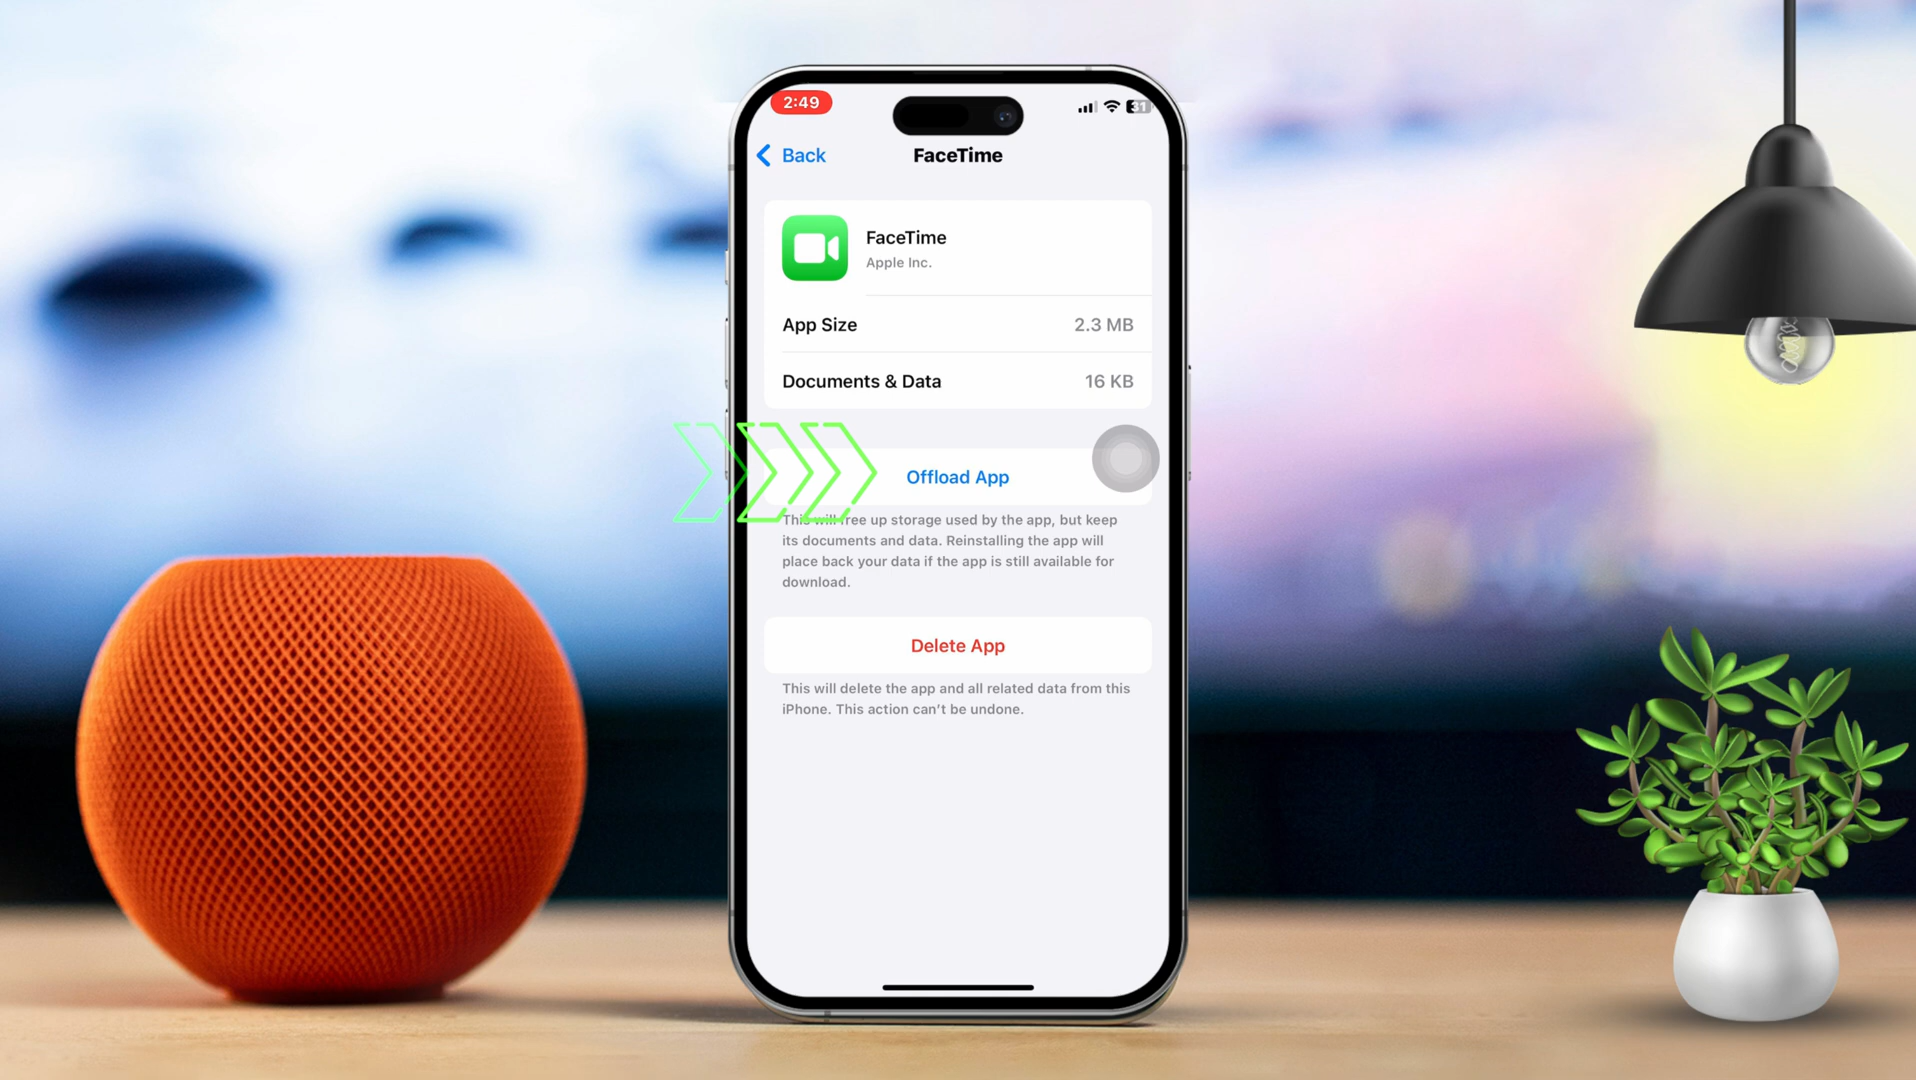 2:49
31
Back
FaceTime
FaceTime
Apple Inc.
App Size
2.3 MB
Documents & Data
16 KB
Offload App
This will free up storage used by the app, but keep
its documents and data. Reinstalling the app will
place back your data if the app is still available for
download.
Delete App
This will delete the app and all related data from this
iPhone. This action can’t be undone.